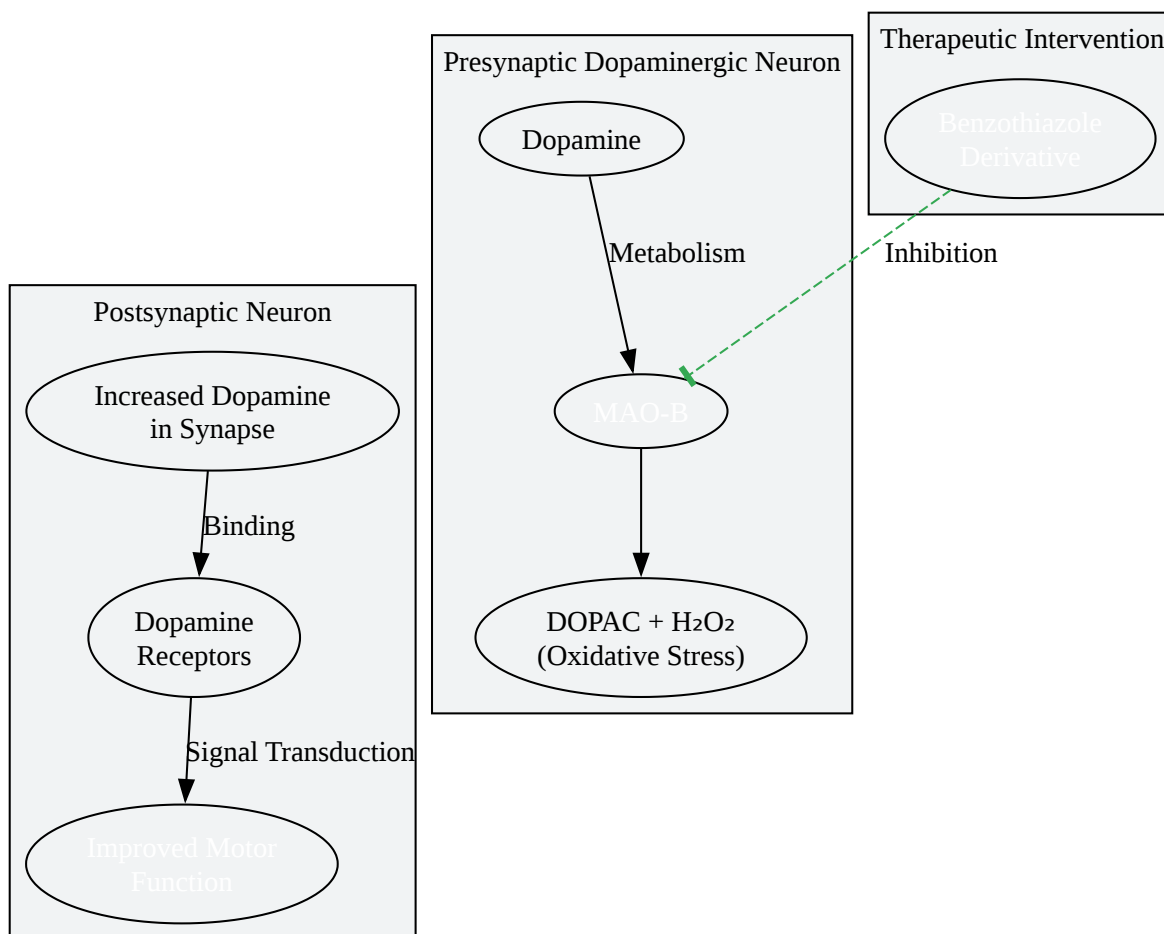 Therapeutic Intervention
Benzothiazole
Derivative
Inhibition
Presynaptic Dopaminergic Neuron
Dopamine
Metabolism
MAO-B
DOPAC + H₂O₂
(Oxidative Stress)
Postsynaptic Neuron
Increased Dopamine
in Synapse
Binding
Dopamine
Receptors
Signal Transduction
Improved Motor
Function